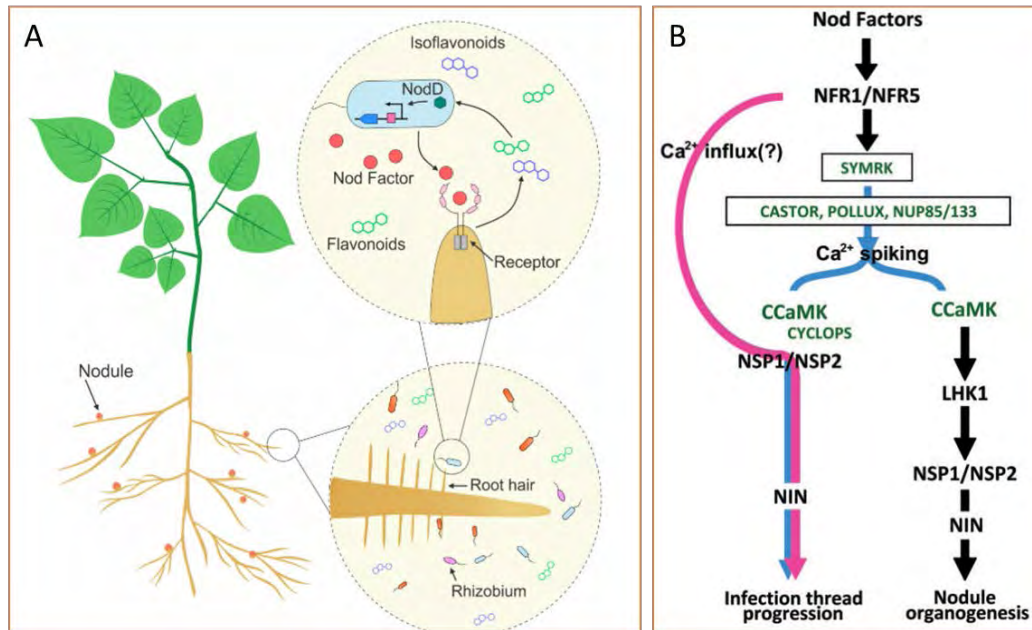 A
Isoflavonoids
NodD
Nod Factor
Flavonoids
Receptor
Nodule
Root hair
Rhizobium
B
Nod Factors
NFR1/NFR5
Ca²⁺ influx(?)
SYMRK
CASTOR, POLLUX, NUP85/133
Ca²⁺ spiking
CCaMK
CYCLOPS
NSP1/NSP2
NIN
Infection thread
progression
CCaMK
LHK1
NSP1/NSP2
NIN
Nodule
organogenesis